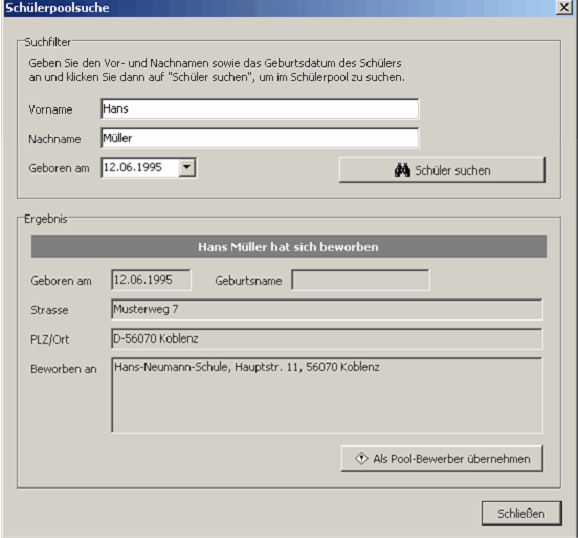 Schülerpoolsuche
Suchfilter
Geben Sie den Vor- und Nachnamen sowie das Geburtsdatum des Schülers
an und klicken Sie dann auf "Schüler suchen", um im Schülerpool zu suchen.
Vorname Hans
Nachname Müller
Geboren am 12.06.1995 Schüler suchen
Ergebnis
Hans Müller hat sich beworben
Geboren am 12.06.1995 Geburtsname
Strasse Musterweg 7
PLZ/Ort D-56070 Koblenz
Beworben an Hans-Neumann-Schule, Hauptstr. 11, 56070 Koblenz
Als Pool-Bewerber übernehmen
Schließen